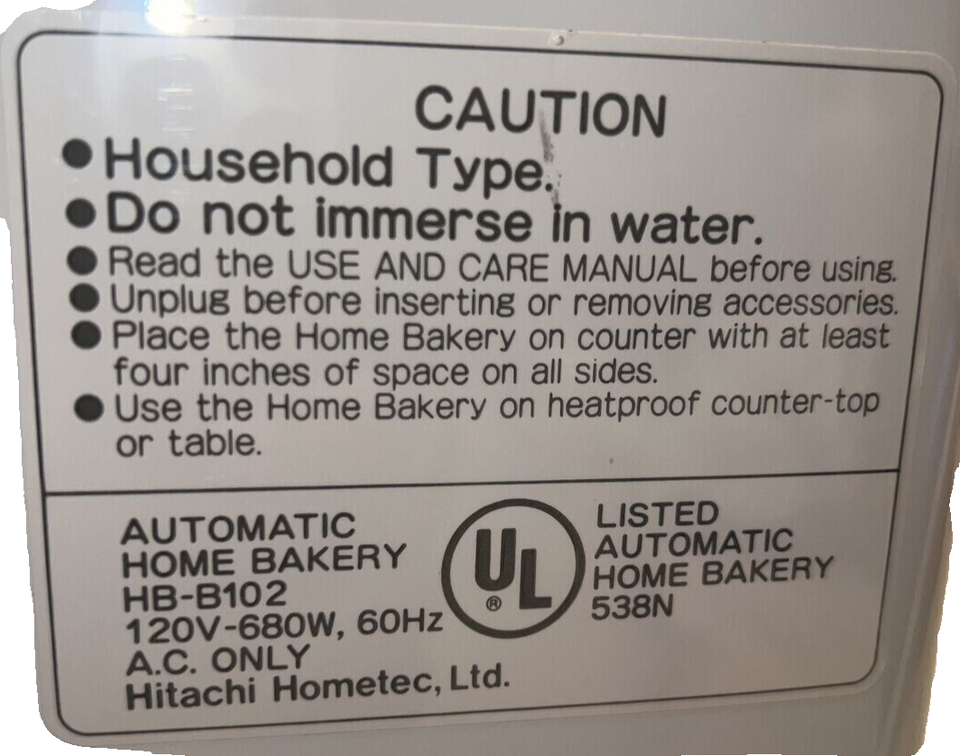 CAUTION
● Household Type.
● Do not immerse in water.
● Read the USE AND CARE MANUAL before using.
● Unplug before inserting or removing accessories.
● Place the Home Bakery on counter with at least
four inches of space on all sides.
● Use the Home Bakery on heatproof counter-top
or table.
AUTOMATIC
HOME BAKERY
HB-B102
120V-680W, 60Hz
A.C. ONLY
Hitachi Hometec, Ltd.
UL
®
LISTED
AUTOMATIC
HOME BAKERY
538N